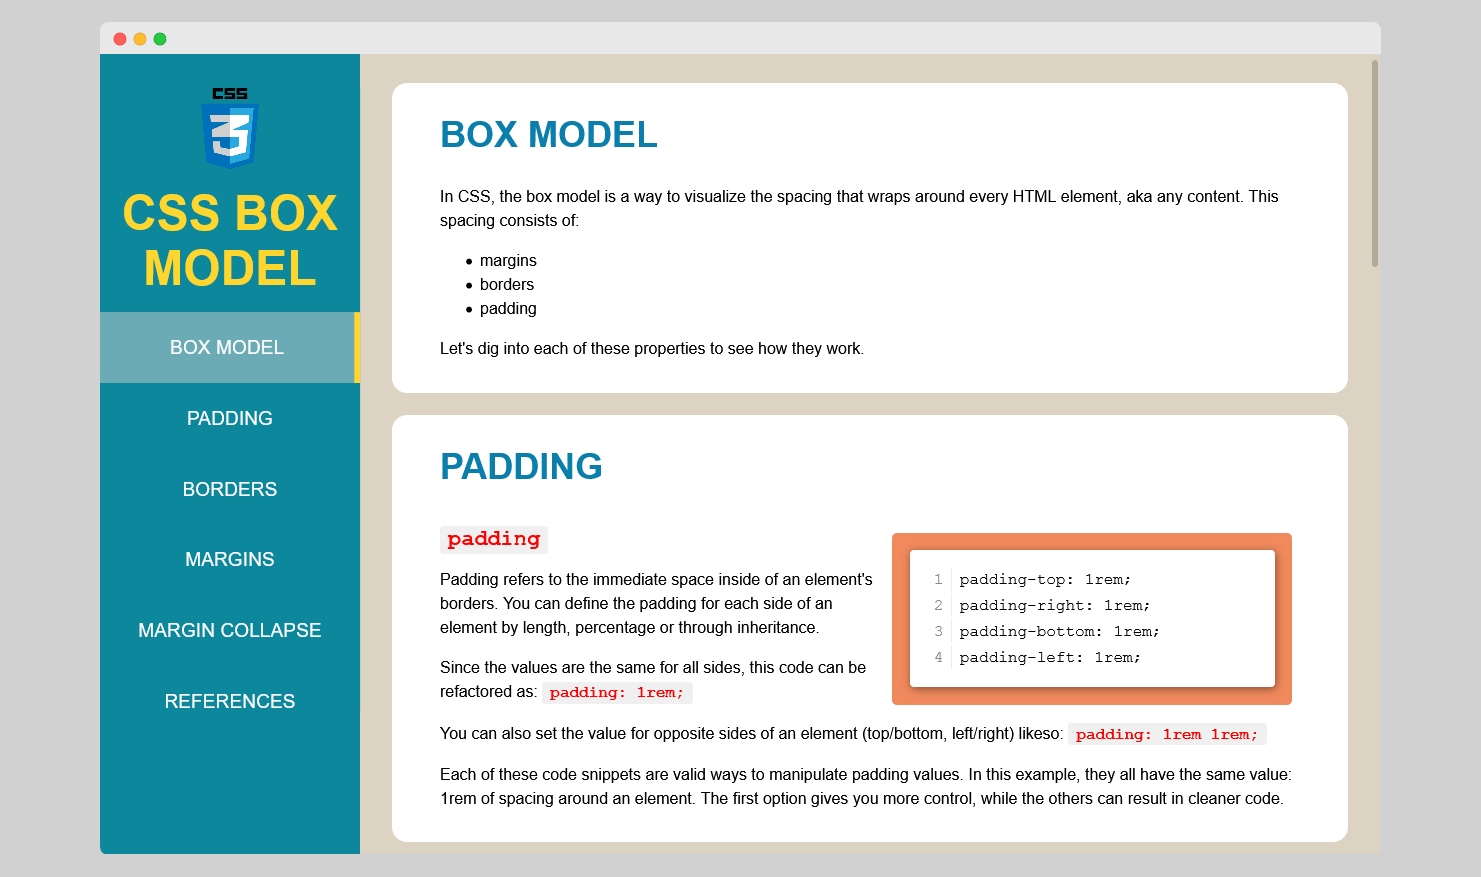 CSS
3
CSS BOX
MODEL
BOX MODEL
PADDING
BORDERS
MARGINS
MARGIN COLLAPSE
REFERENCES
BOX MODEL
In CSS, the box model is a way to visualize the spacing that wraps around every HTML element, aka any content. This
spacing consists of:
• margins
• borders
• padding
Let's dig into each of these properties to see how they work.
PADDING
padding
Padding refers to the immediate space inside of an element's
borders. You can define the padding for each side of an
element by length, percentage or through inheritance.
Since the values are the same for all sides, this code can be
refactored as: padding: 1rem;
1 padding-top: 1rem;
2 padding-right: 1rem;
3 padding-bottom: 1rem;
4 padding-left: 1rem;
You can also set the value for opposite sides of an element (top/bottom, left/right) likeso: padding: 1rem 1rem;
Each of these code snippets are valid ways to manipulate padding values. In this example, they all have the same value:
1rem of spacing around an element. The first option gives you more control, while the others can result in cleaner code.